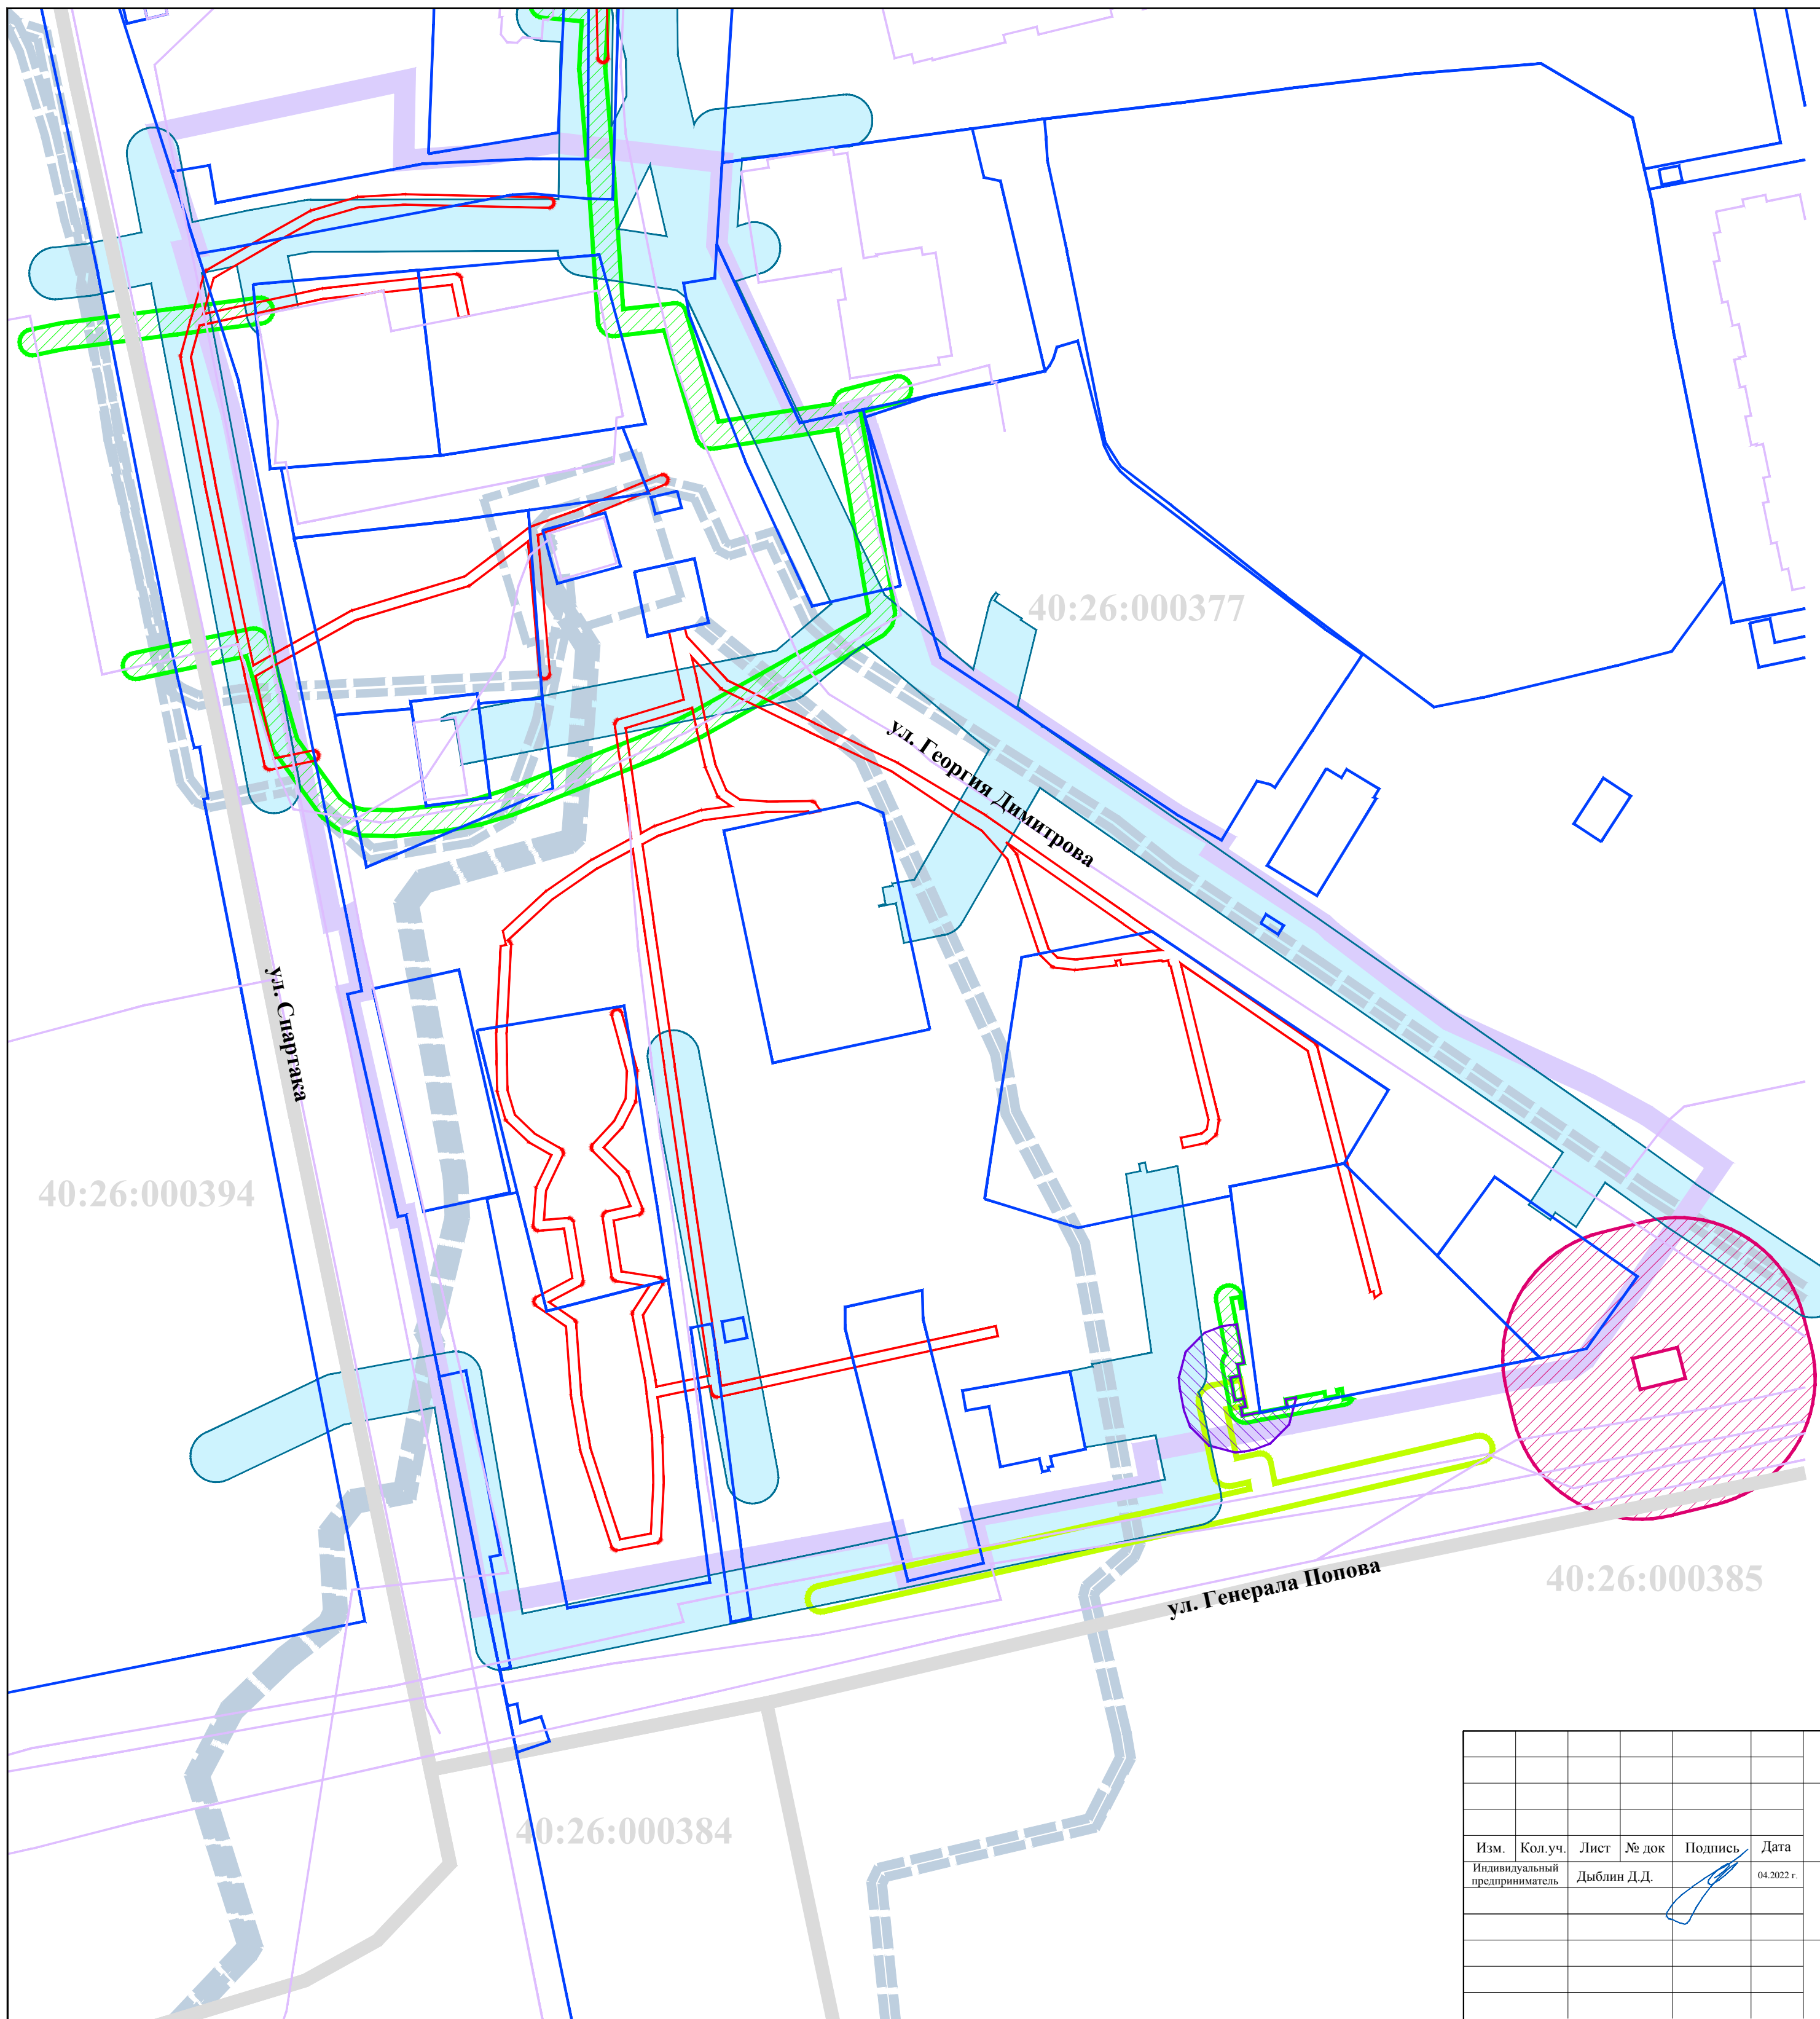 40:26:000377
ул. Георгия Димитрова
ул. Спартака
40:26:000394
40:26:000385
ул. Генерала Попова
40:26:000384
Изм. Кол.уч. Лист № док Подпись Дата
Индивидуальный
предприниматель Дыблин Д.Д. 04.2022 г.